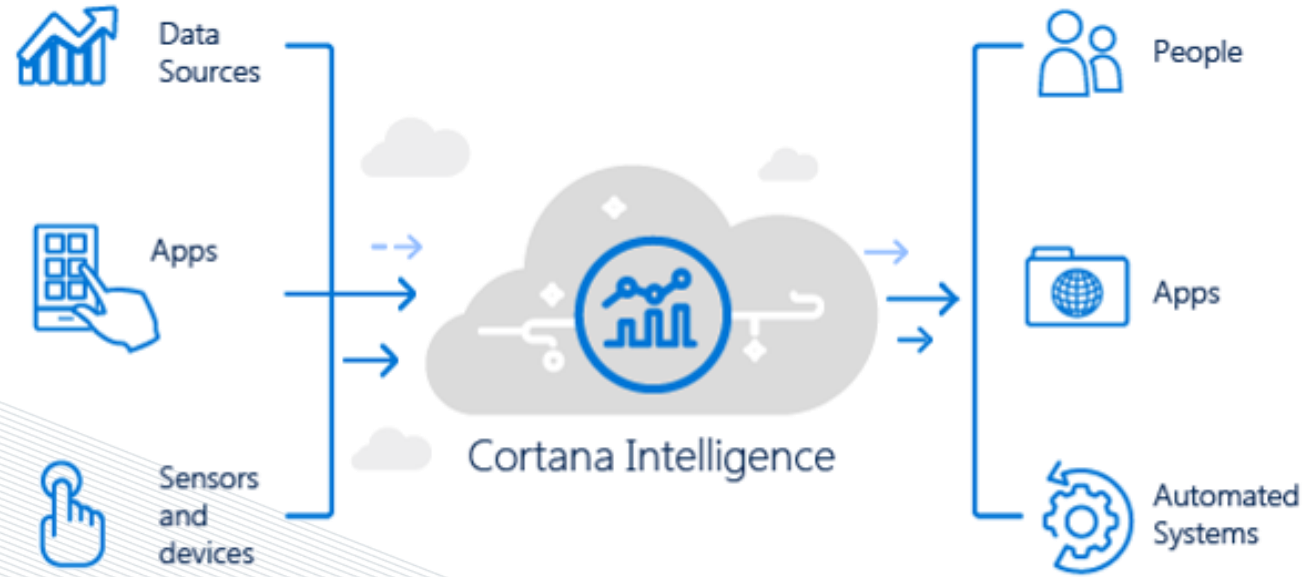 Data
Sources
Apps
Sensors
and
devices
Cortana Intelligence
People
Apps
Automated
Systems